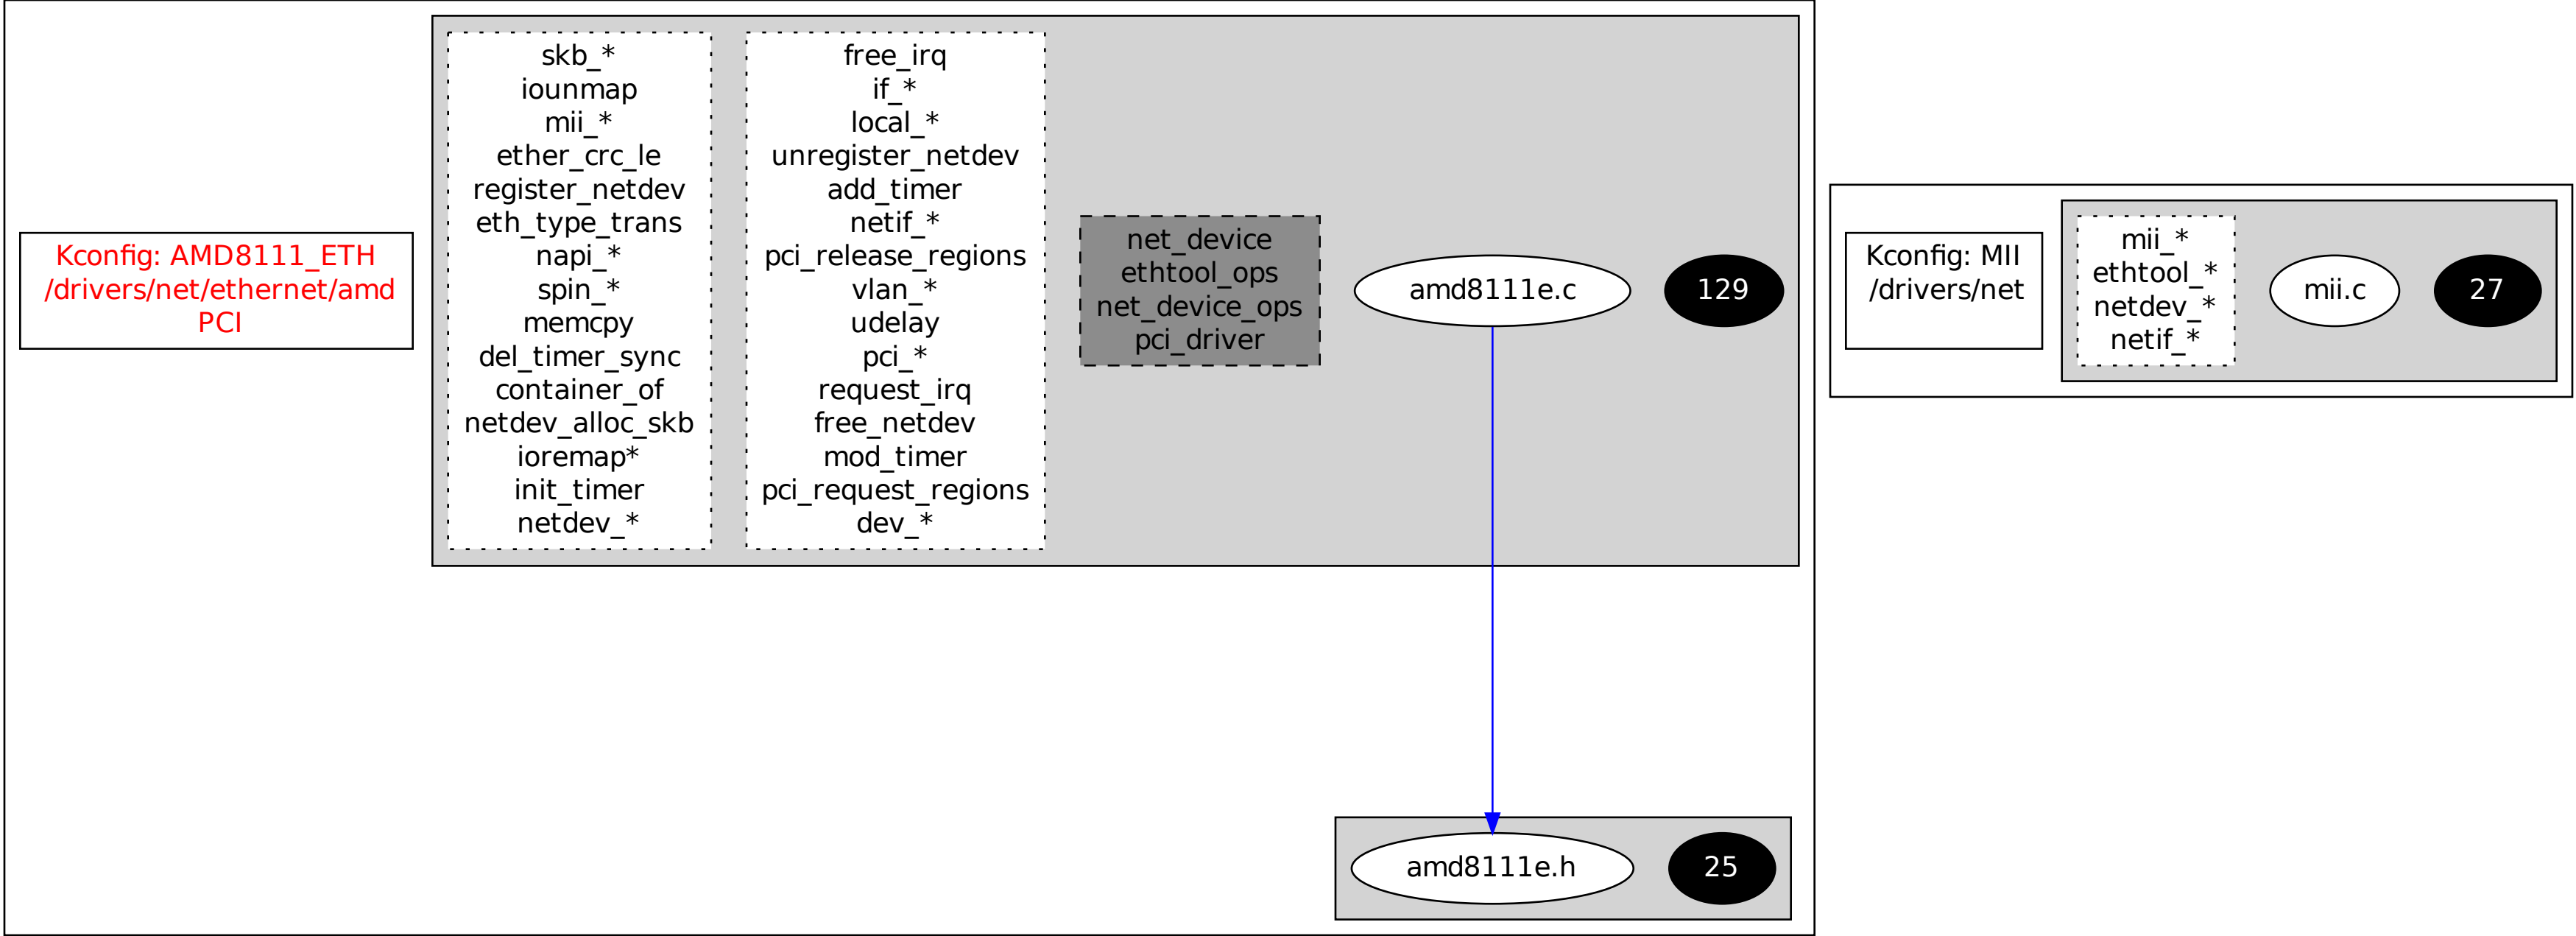 Kconfig: AMD8111_ETH
/drivers/net/ethernet/amd
PCI
skb_*
iounmap
mii_*
ether_crc_le
register_netdev
eth_type_trans
napi_*
spin_*
memcpy
del_timer_sync
container_of
netdev_alloc_skb
ioremap*
init_timer
netdev_*
free_irq
if_*
local_*
unregister_netdev
add_timer
netif_*
pci_release_regions
vlan_*
udelay
pci_*
request_irq
free_netdev
mod_timer
pci_request_regions
dev_*
net_device
ethtool_ops
net_device_ops
pci_driver
amd8111e.c
129
amd8111e.h
25
Kconfig: MII
/drivers/net
mii_*
ethtool_*
netdev_*
netif_*
mii.c
27